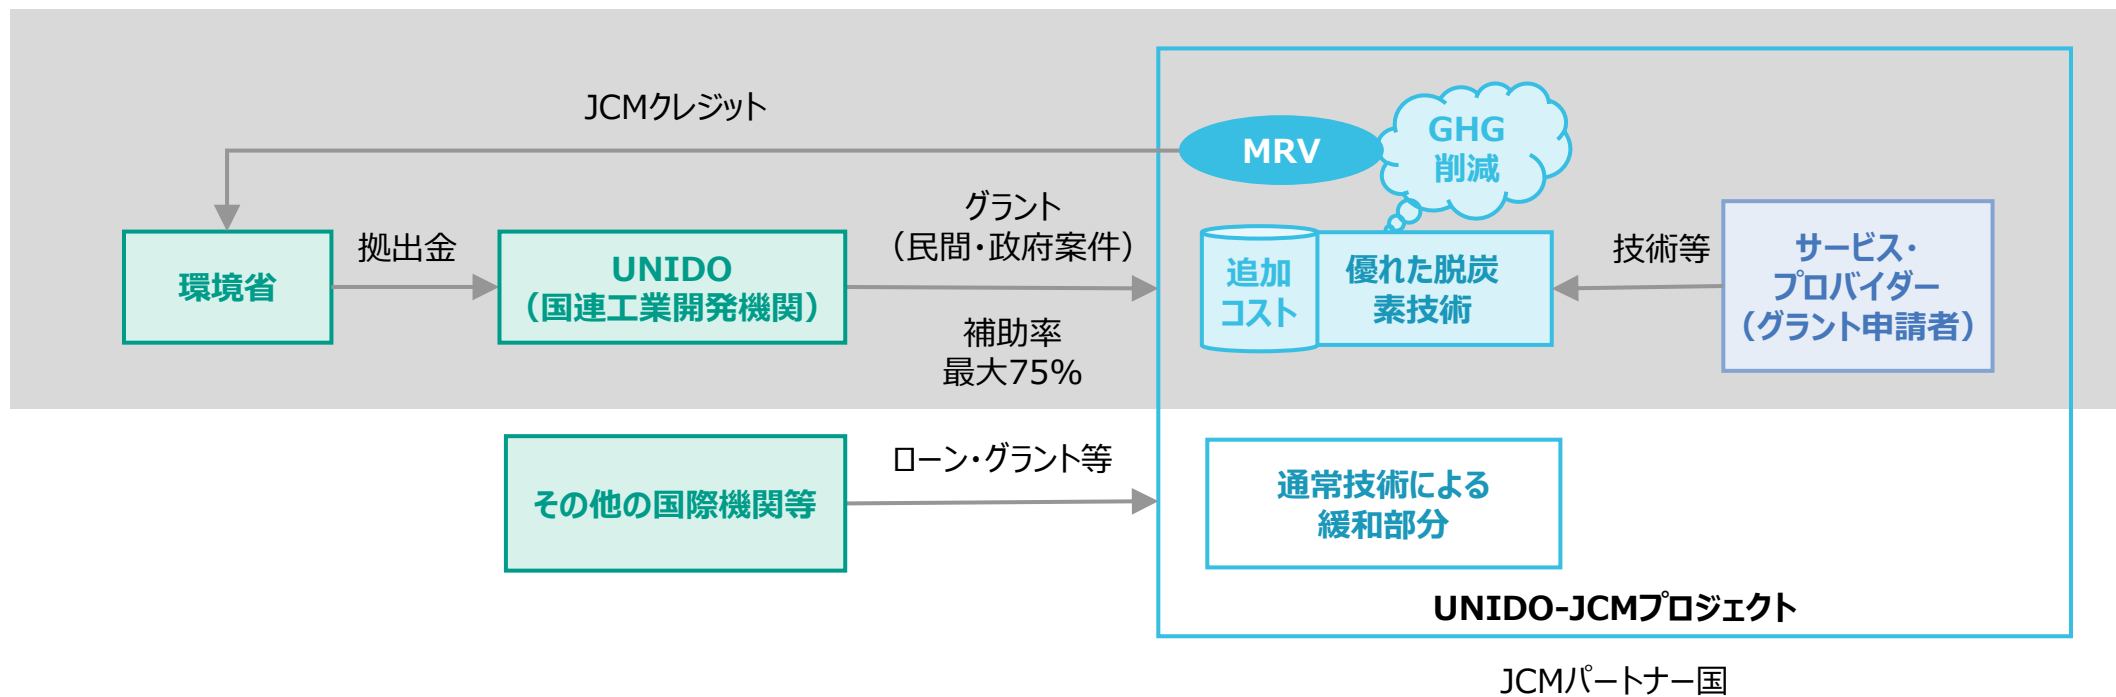 JCMクレジット
MRV
GHG
削減
環境省
拠出金
UNIDO
（国連工業開発機関）
グラント
（民間・政府案件）
補助率
最大75%
追加
コスト
優れた脱炭
素技術
技術等
サービス・
プロバイダー
（グラント申請者）
その他の国際機関等
ローン・グラント等
通常技術による
緩和部分
UNIDO-JCMプロジェクト
JCMパートナー国